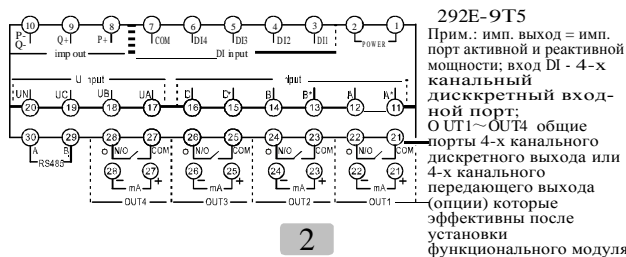 10 9 8 7 6 5 4 3 2 1
P- Q+ P+ COM DI4 DI3 DI2 DI1 POWER
Q-
imp out DI input
U input
UN UC UB UA
20 19 18 17 16 15 14 13 12 11
30 29 28 27 26 25 24 23 22 21
A B N/O COM N/O COM N/O COM N/O COM
RS485
28 27 26 25 24 23 22 21
- mA + - mA + - mA + - mA +
OUT4 OUT3 OUT2 OUT1
292E-9T5
Прим.: имп. выход = имп.
порт активной и реактивной
мощности; вход DI - 4-х
канальный
дисккретный вход-
ной порт;
O UT1~OUT4 общие
порты 4-х канального
дискретного выхода или
4-х канального
передающего выхода
(опции) которые
эффективны после
установки
функционального модуля
2